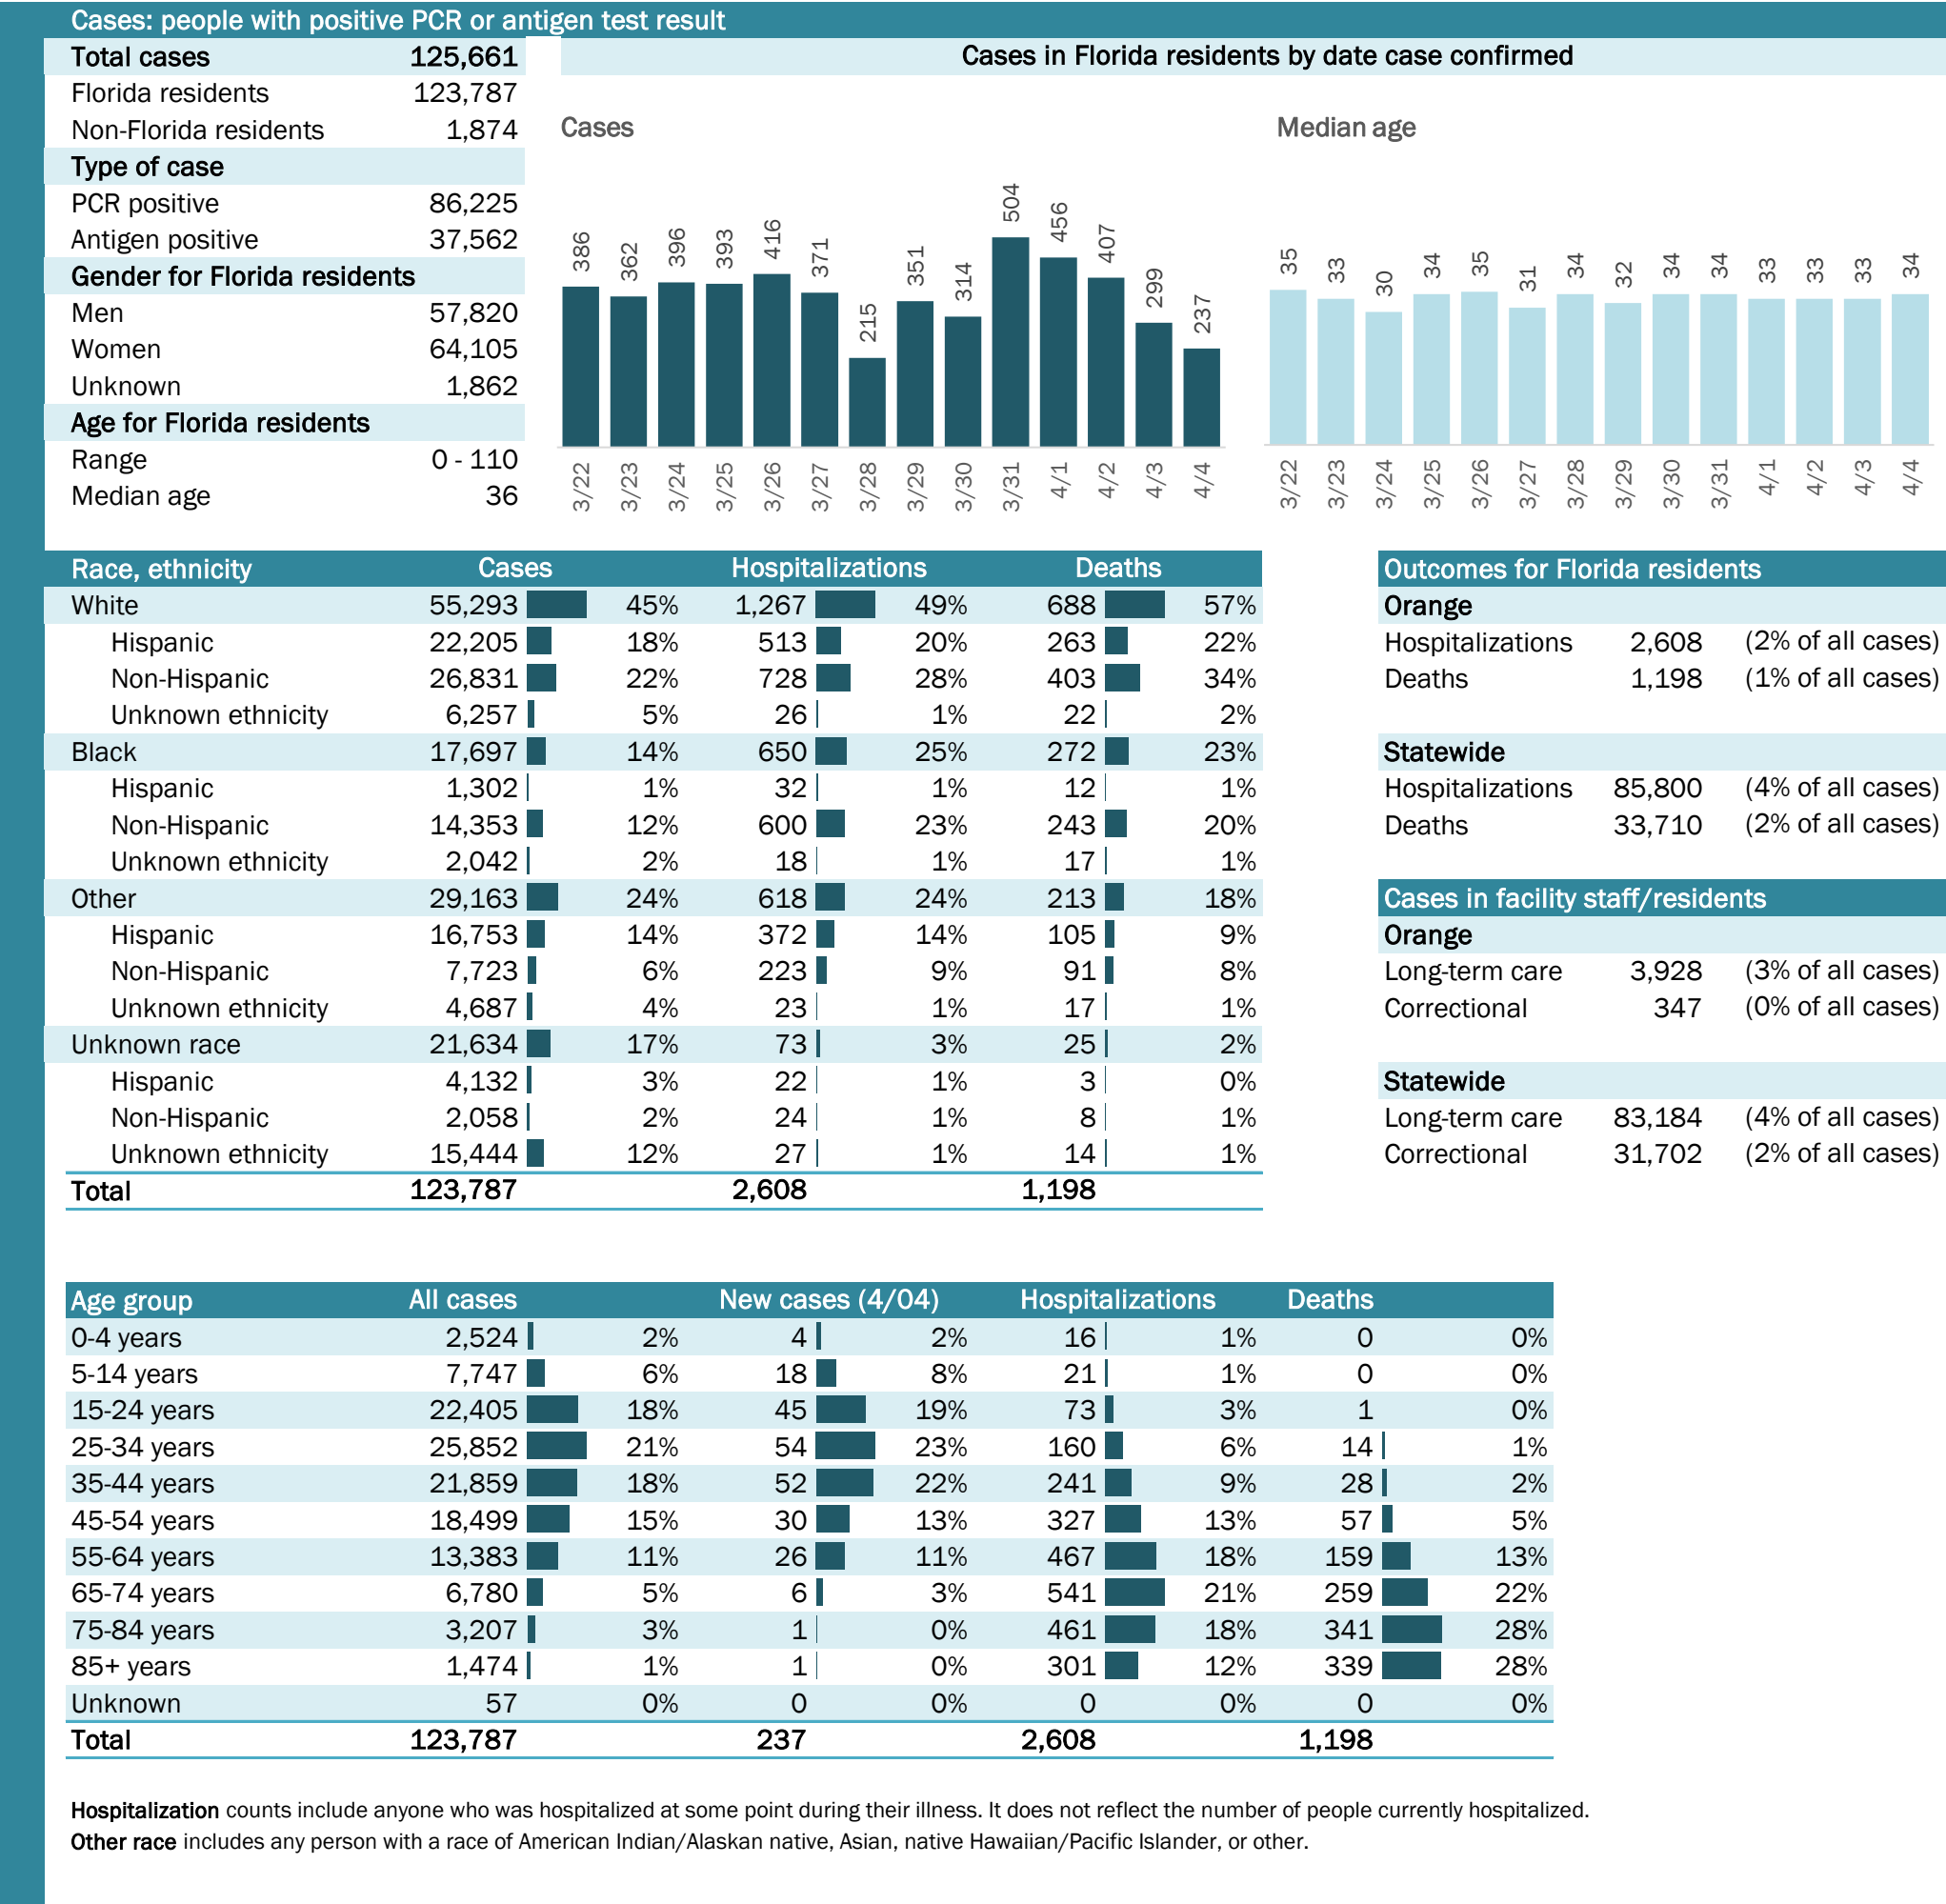 Cases: people with positive PCR or antigen test result
Total cases 125,661
Florida residents 123,787
Non-Florida residents 1,874
Type of case
PCR positive 86,225
Antigen positive 37,562
Gender for Florida residents
Men 57,820
Women 64,105
Unknown 1,862
Age for Florida residents
Range 0 - 110
Median age 36
Cases in Florida residents by date case confirmed
Cases
386 362 396 393 416 371 215 351 314 504 456 407 299 237
3/22 3/23 3/24 3/25 3/26 3/27 3/28 3/29 3/30 3/31 4/1 4/2 4/3 4/4
Median age
35 33 30 34 35 31 34 32 34 34 33 33 33 34
3/22 3/23 3/24 3/25 3/26 3/27 3/28 3/29 3/30 3/31 4/1 4/2 4/3 4/4
Race, ethnicity Cases Hospitalizations Deaths
White 55,293 45% 1,267 49% 688 57%
Hispanic 22,205 18% 513 20% 263 22%
Non-Hispanic 26,831 22% 728 28% 403 34%
Unknown ethnicity 6,257 5% 26 1% 22 2%
Black 17,697 14% 650 25% 272 23%
Hispanic 1,302 1% 32 1% 12 1%
Non-Hispanic 14,353 12% 600 23% 243 20%
Unknown ethnicity 2,042 2% 18 1% 17 1%
Other 29,163 24% 618 24% 213 18%
Hispanic 16,753 14% 372 14% 105 9%
Non-Hispanic 7,723 6% 223 9% 91 8%
Unknown ethnicity 4,687 4% 23 1% 17 1%
Unknown race 21,634 17% 73 3% 25 2%
Hispanic 4,132 3% 22 1% 3 0%
Non-Hispanic 2,058 2% 24 1% 8 1%
Unknown ethnicity 15,444 12% 27 1% 14 1%
Total 123,787 2,608 1,198
Outcomes for Florida residents
Orange
Hospitalizations 2,608 (2% of all cases)
Deaths 1,198 (1% of all cases)
Statewide
Hospitalizations 85,800 (4% of all cases)
Deaths 33,710 (2% of all cases)
Cases in facility staff/residents
Orange
Long-term care 3,928 (3% of all cases)
Correctional 347 (0% of all cases)
Statewide
Long-term care 83,184 (4% of all cases)
Correctional 31,702 (2% of all cases)
Age group All cases New cases (4/04) Hospitalizations Deaths
0-4 years 2,524 2% 4 2% 16 1% 0 0%
5-14 years 7,747 6% 18 8% 21 1% 0 0%
15-24 years 22,405 18% 45 19% 73 3% 1 0%
25-34 years 25,852 21% 54 23% 160 6% 14 1%
35-44 years 21,859 18% 52 22% 241 9% 28 2%
45-54 years 18,499 15% 30 13% 327 13% 57 5%
55-64 years 13,383 11% 26 11% 467 18% 159 13%
65-74 years 6,780 5% 6 3% 541 21% 259 22%
75-84 years 3,207 3% 1 0% 461 18% 341 28%
85+ years 1,474 1% 1 0% 301 12% 339 28%
Unknown 57 0% 0 0% 0 0% 0 0%
Total 123,787 237 2,608 1,198
Hospitalization counts include anyone who was hospitalized at some point during their illness. It does not reflect the number of people currently hospitalized.
Other race includes any person with a race of American Indian/Alaskan native, Asian, native Hawaiian/Pacific Islander, or other.